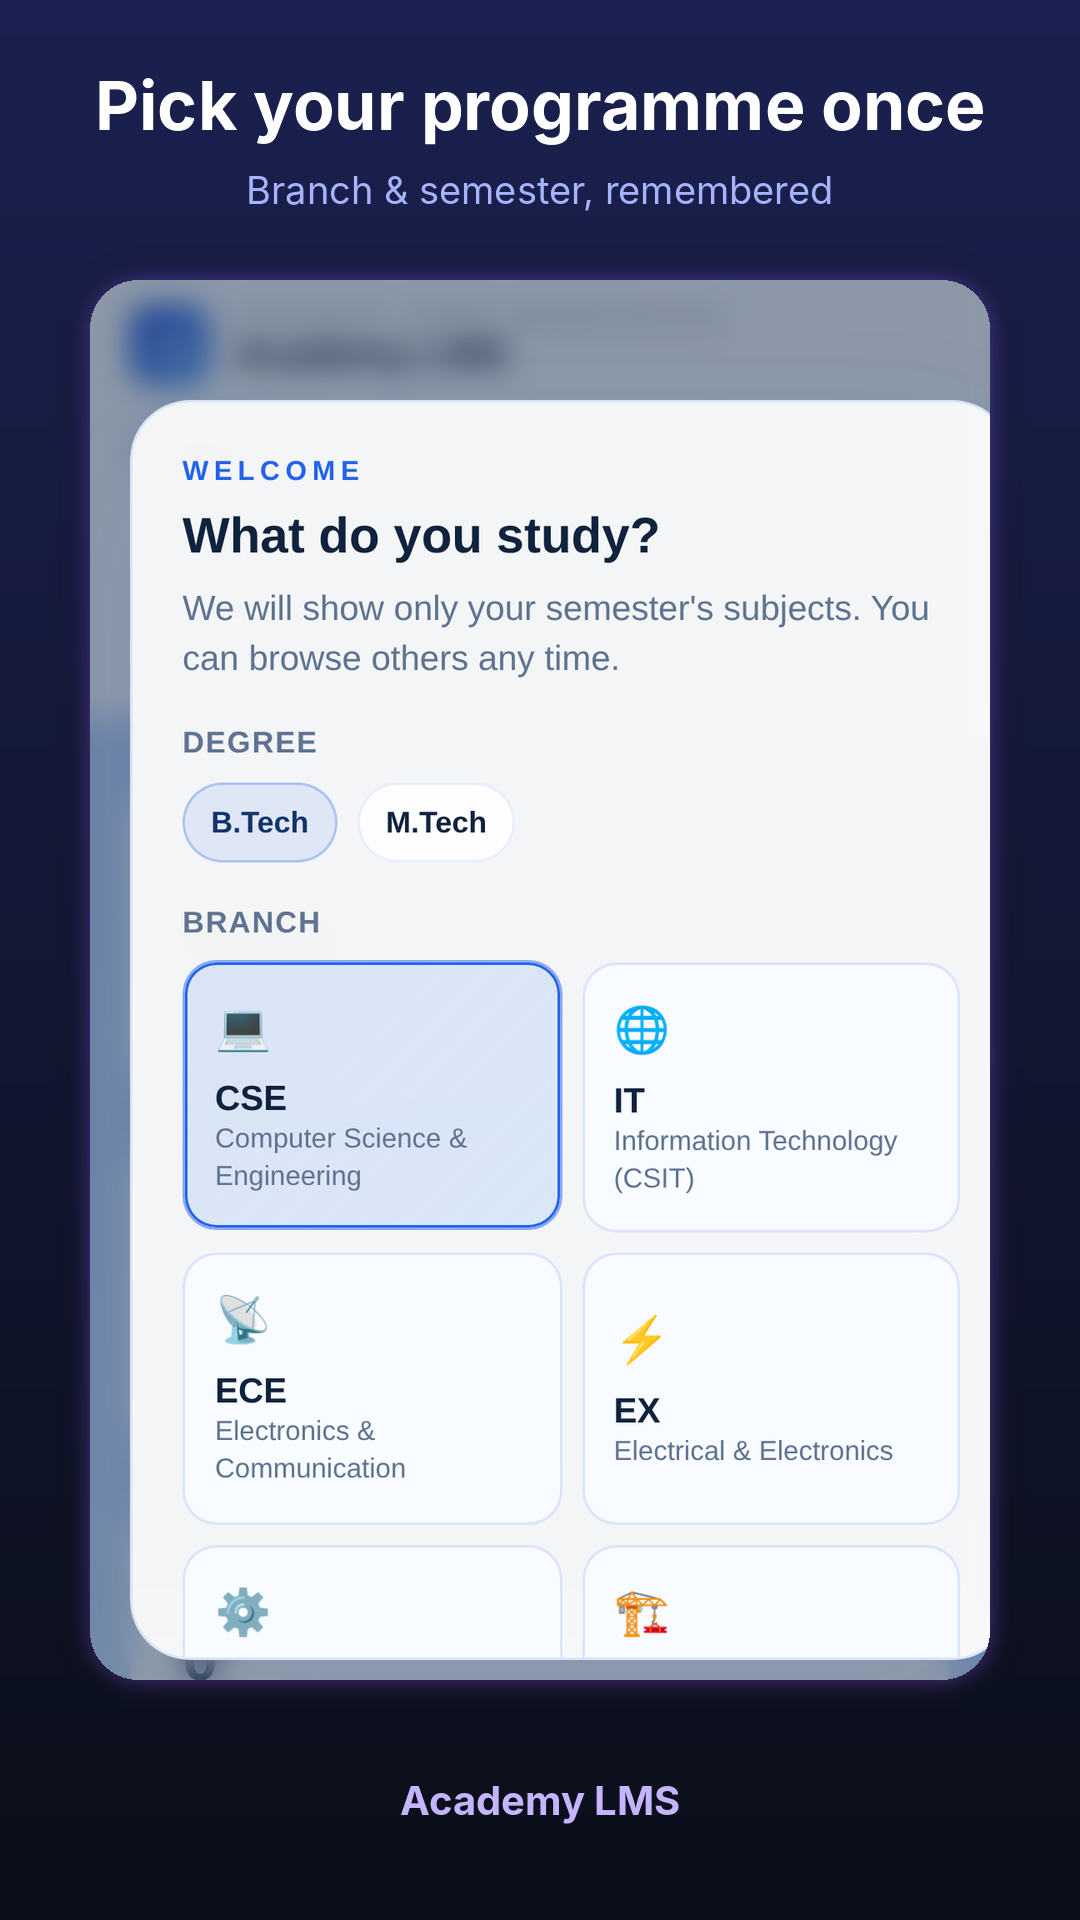 Pick your programme once
Branch & semester, remembered
WELCOME
What do you study?
We will show only your semester's subjects. You
can browse others any time.
DEGREE
B.Tech
M.Tech
BRANCH
CSE
Computer Science &
Engineering
IT
Information Technology
(CSIT)
ECE
Electronics &
Communication
EX
Electrical & Electronics
Academy LMS